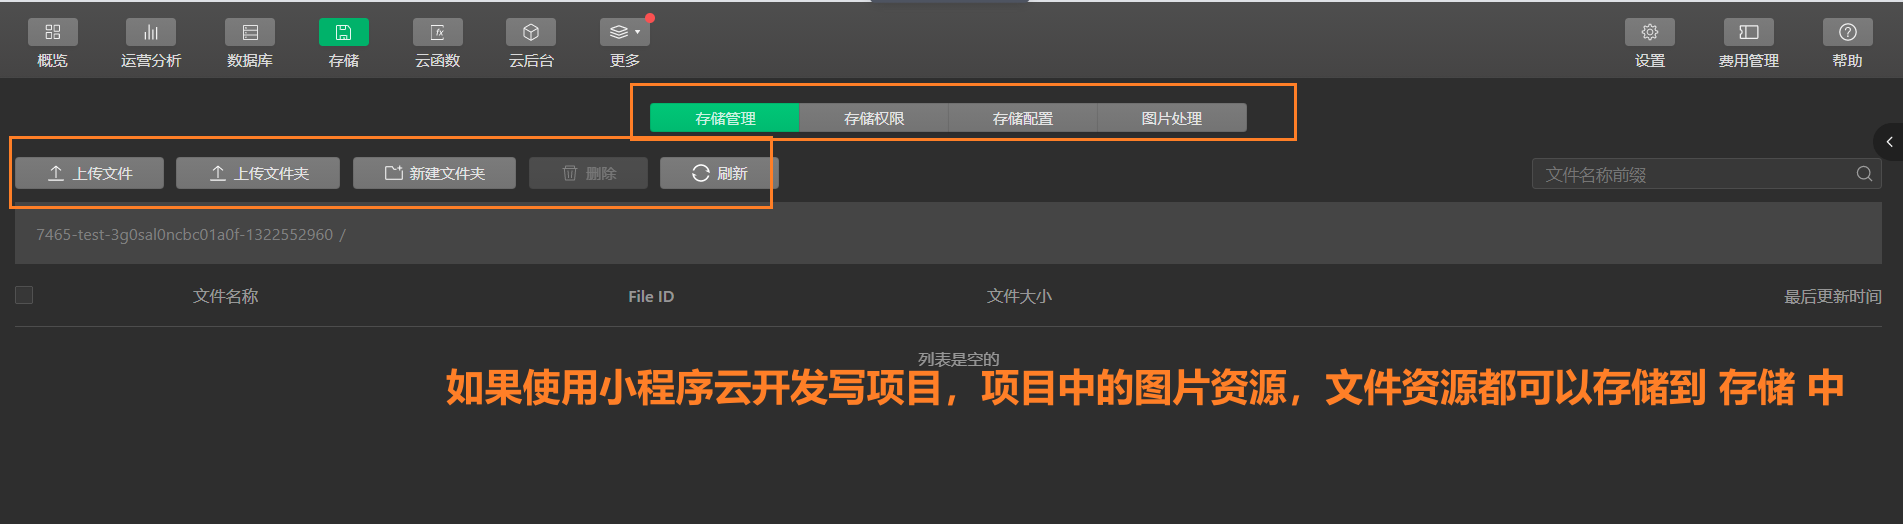 概览
运营分析
数据库
存储
云函数
云后台
更多
设置
费用管理
帮助
存储管理
存储权限
存储配置
图片处理
上传文件
上传文件夹
新建文件夹
删除
刷新
文件名称前缀
7465-test-3g0sal0ncbc01a0f-1322552960 /
文件名称
File ID
文件大小
最后更新时间
列表是空的
如果使用小程序云开发写项目，项目中的图片资源，文件资源都可以存储到 存储 中